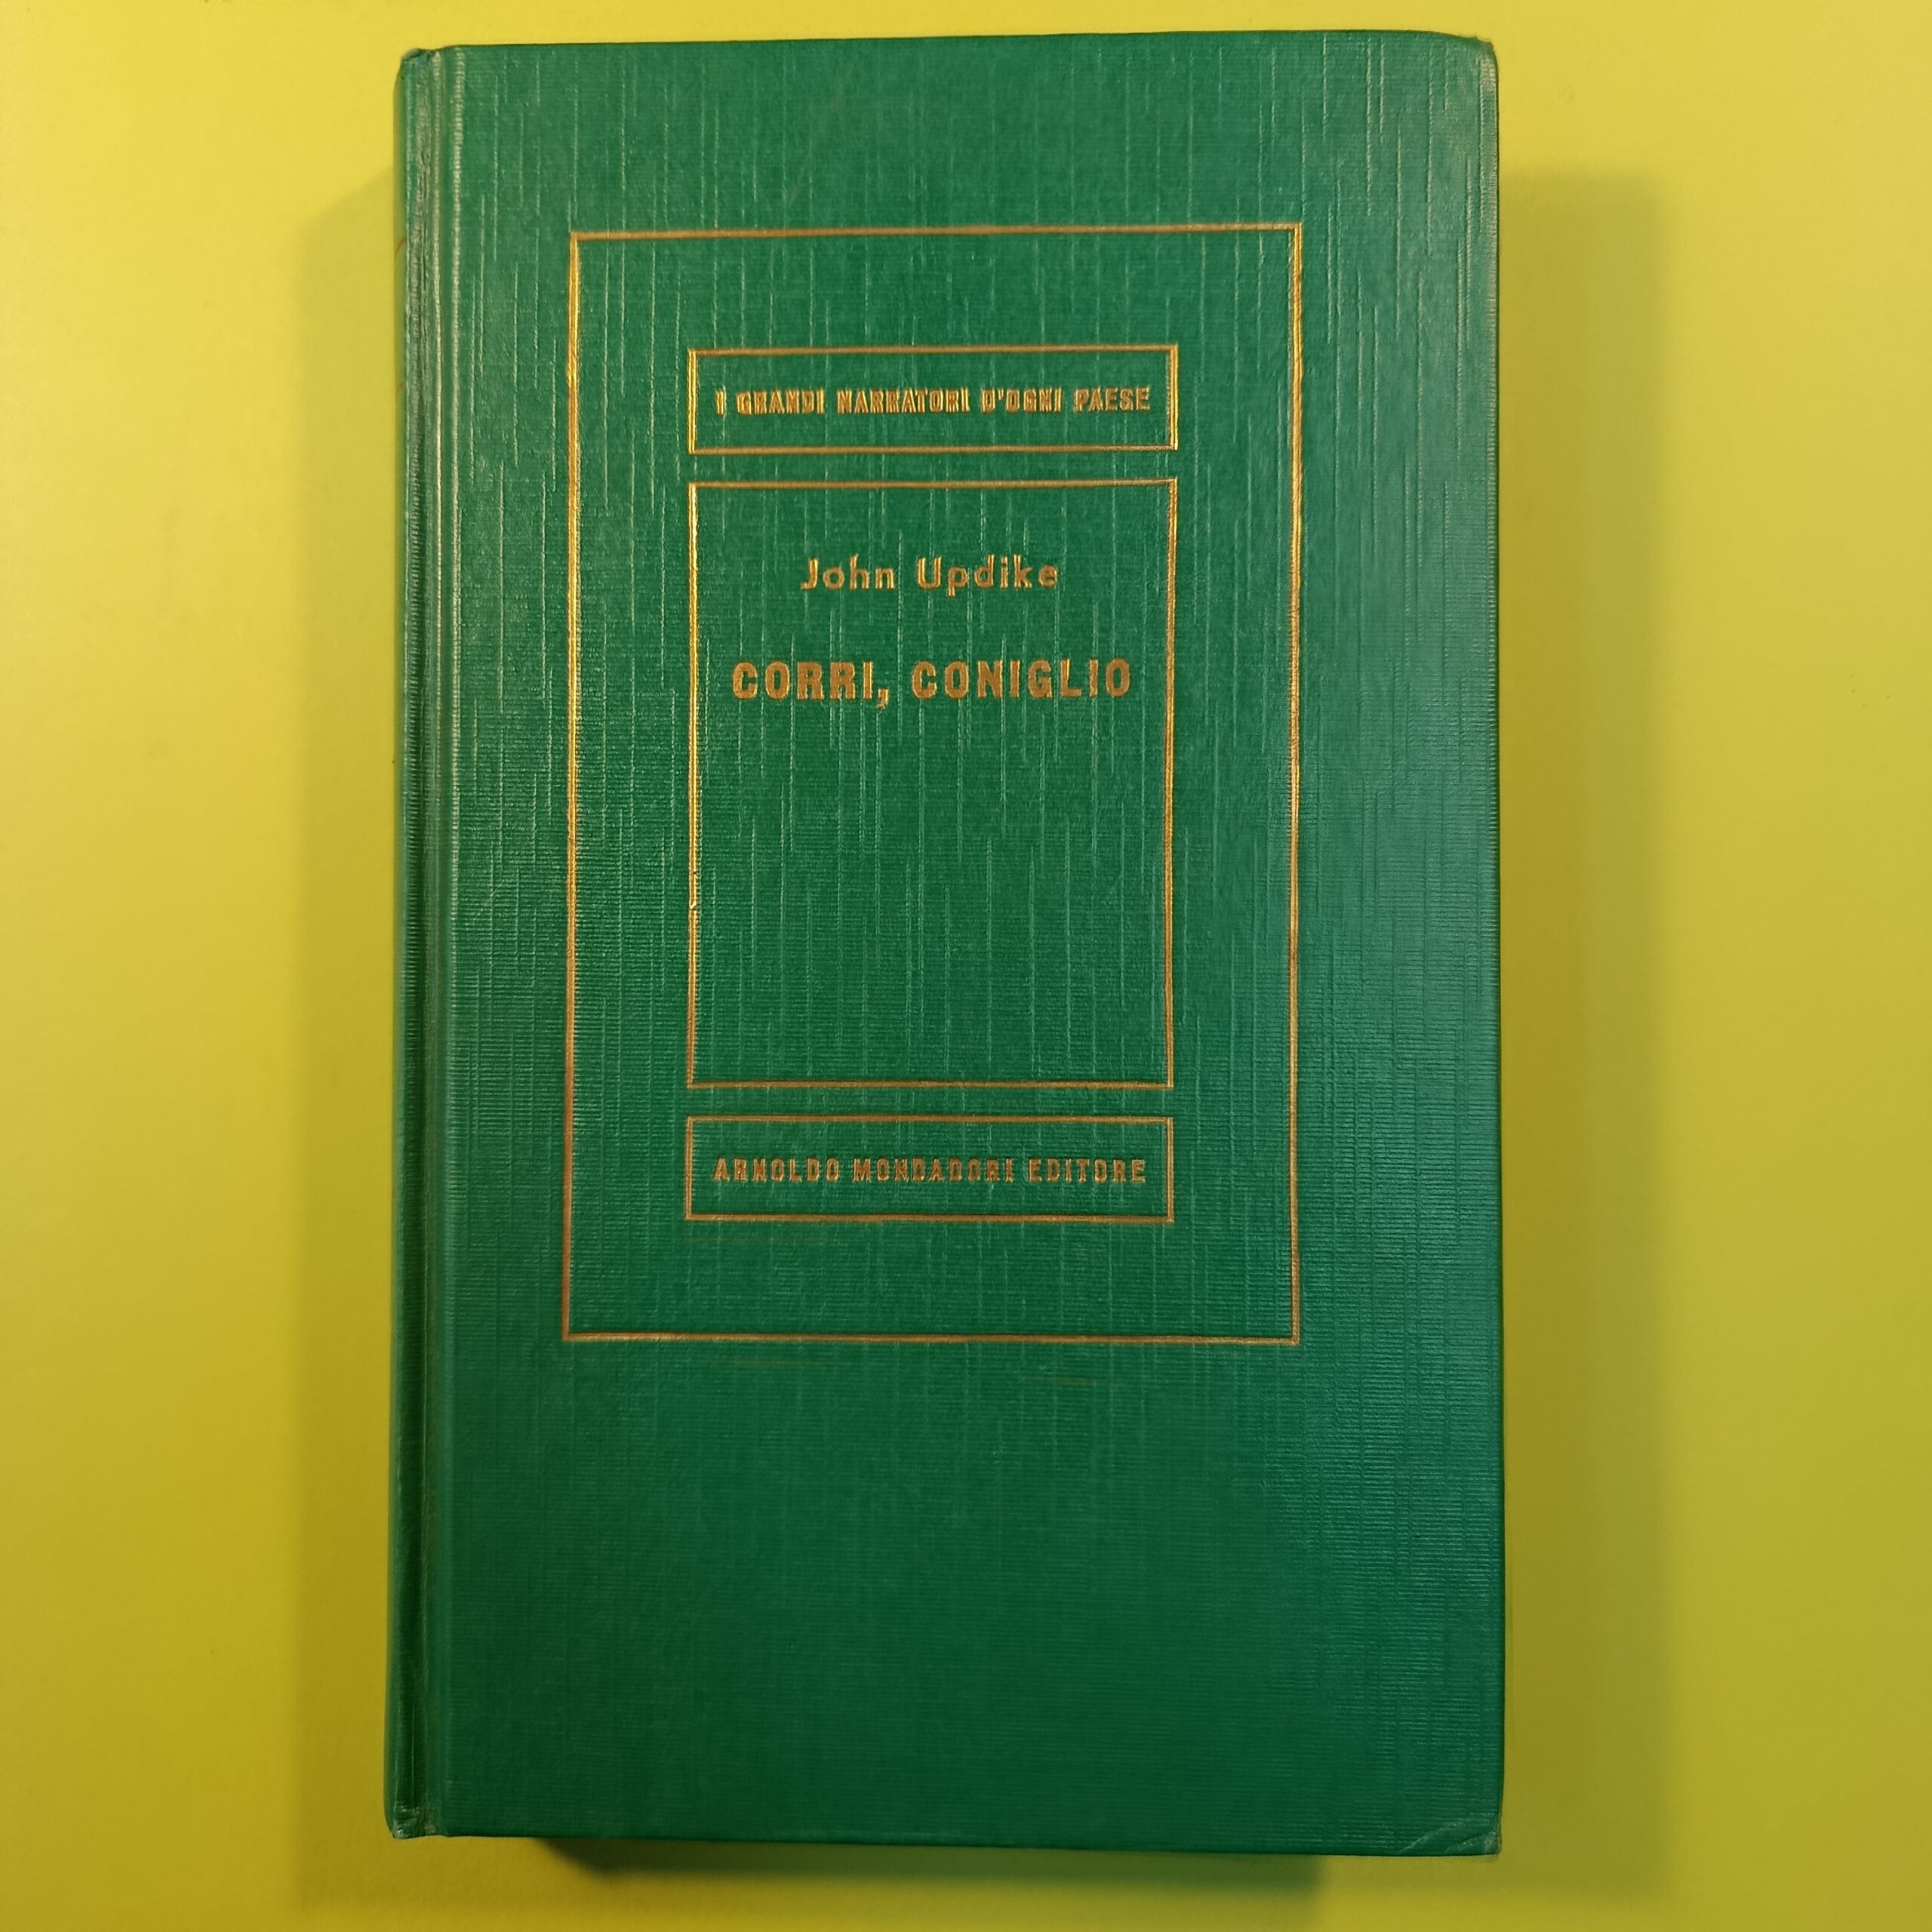 I GRANDI NARRATORI D'OGNI PAESE
John Updike
CORRI, CONIGLIO
ARNOLDO MONDADORI EDITORE